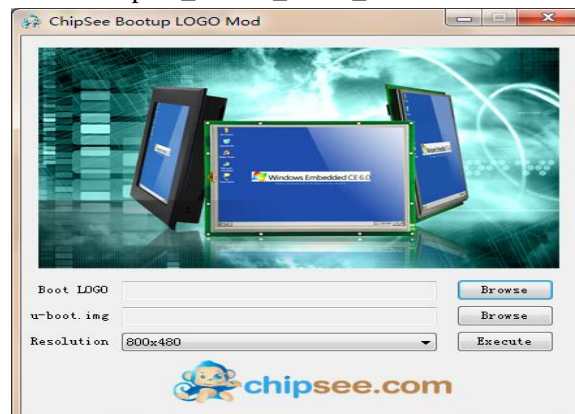 ChipSee Bootup LOGO Mod
Windows Embedded CE 6.0
Boot LOGO
Browse
u-boot.img
Browse
Resolution
800x480
Execute
chipsee.com